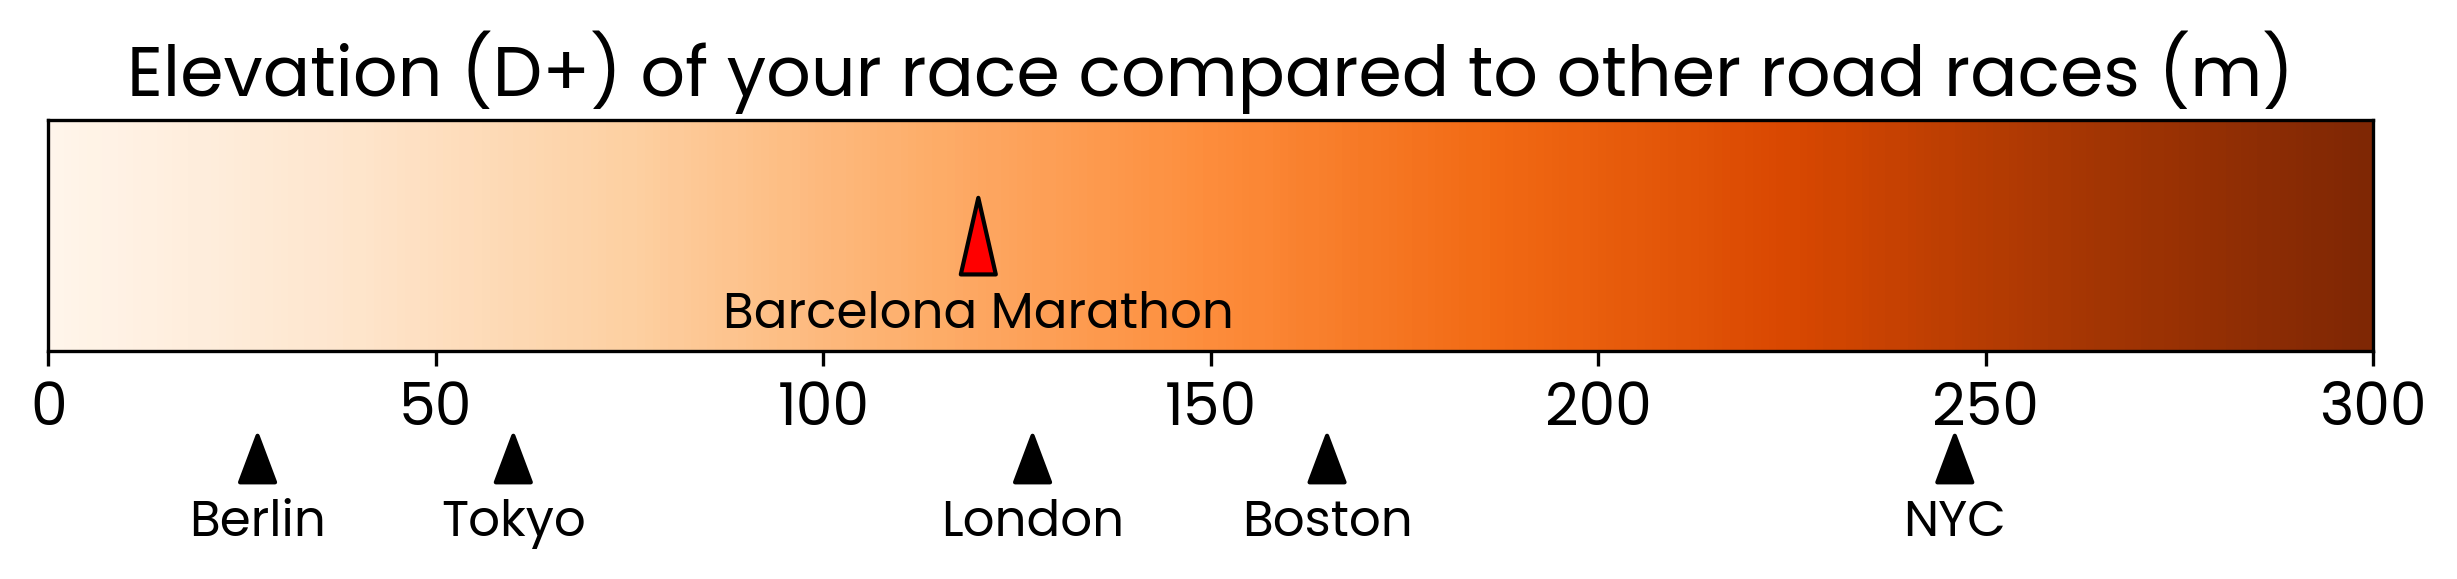 Elevation (D+) of your race compared to other road races (m)
Barcelona Marathon
0 50 100 150 200 250 300
Berlin Tokyo London Boston NYC